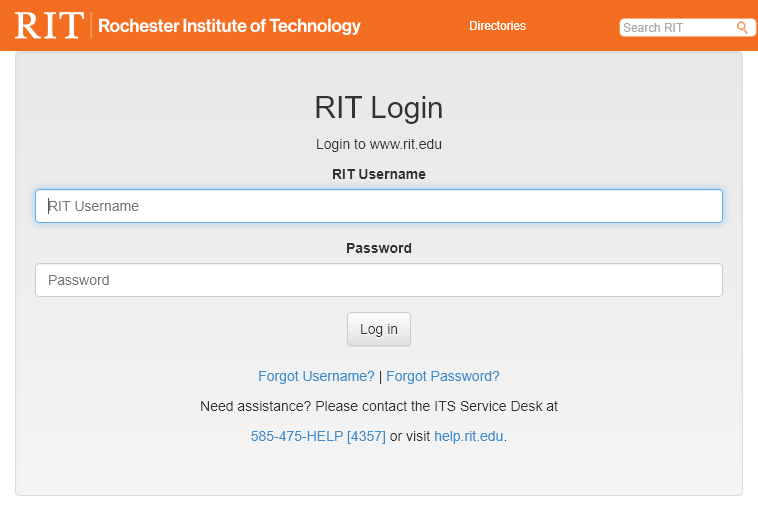 RIT | Rochester Institute of Technology
Directories
Search RIT
RIT Login
Login to www.rit.edu
RIT Username
RIT Username
Password
Password
Log in
Forgot Username? | Forgot Password?
Need assistance? Please contact the ITS Service Desk at
585-475-HELP [4357] or visit help.rit.edu.